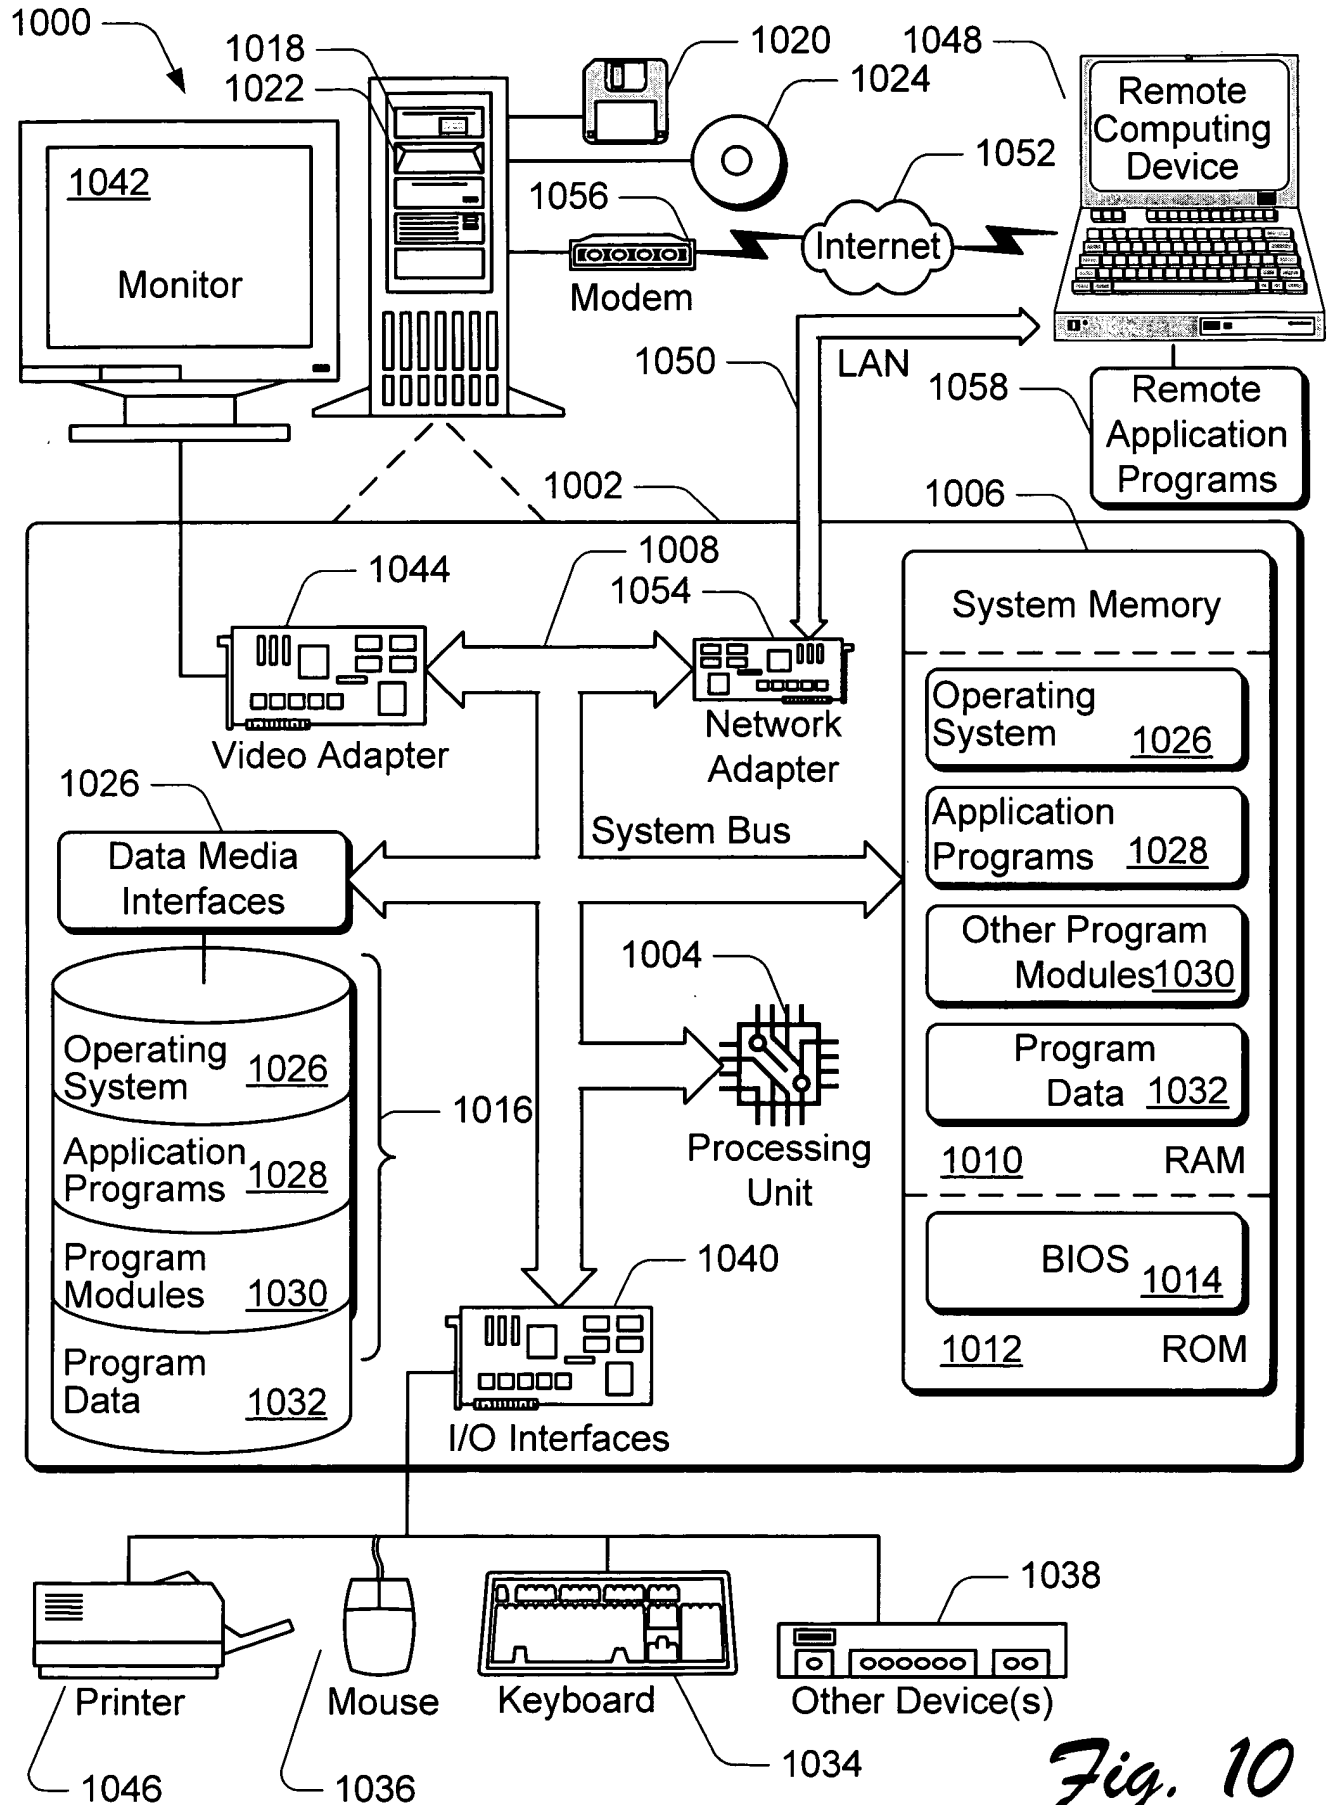 1000
1018
1022
1020
1024
1048
Remote
Computing
Device
1052
1042
Monitor
1056
Modem
Internet
1050
LAN
1058
Remote
Application
Programs
1002
1006
1044
1008
1054
System Memory
Video Adapter
Network
Adapter
Operating
System 1026
1026
Data Media
Interfaces
System Bus
Application
Programs 1028
Other Program
Modules 1030
1004
Processing
Unit
Program
Data 1032
1010 RAM
Operating
System 1026
Application
Programs 1028
Program
Modules 1030
Program
Data 1032
1016
1040
I/O Interfaces
BIOS 1014
1012 ROM
Printer
Mouse
Keyboard
1038
Other Device(s)
1046
1036
1034
Fig. 10